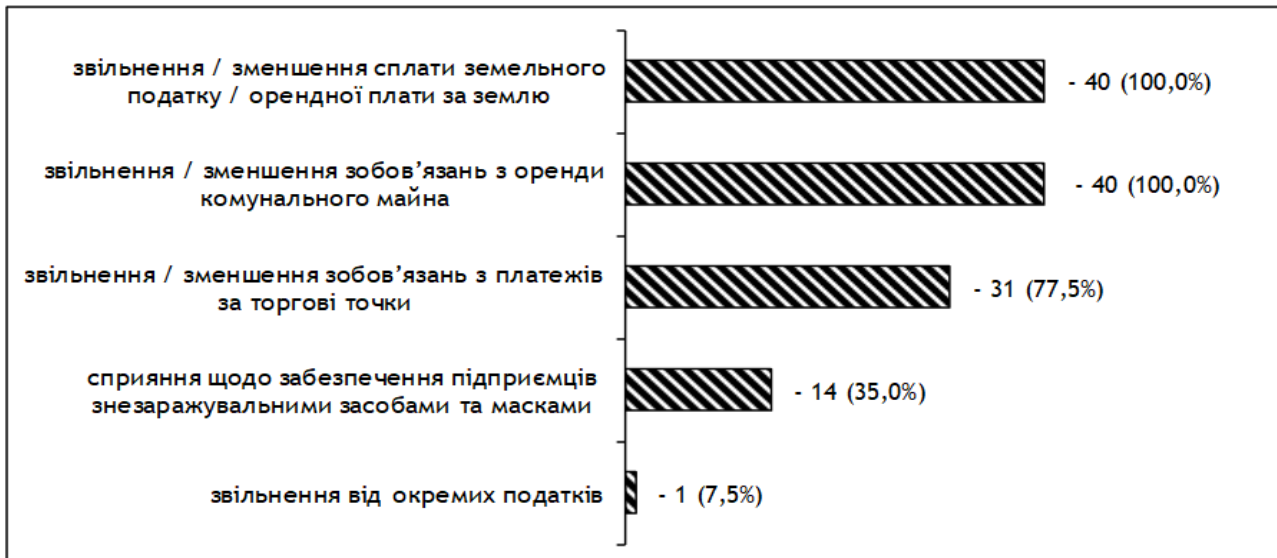 звільнення / зменшення сплати земельного
податку / орендної плати за землю
- 40 (100,0%)
звільнення / зменшення зобов’язань з оренди
комунального майна
- 40 (100,0%)
звільнення / зменшення зобов’язань з платежів
за торгові точки
- 31 (77,5%)
сприяння щодо забезпечення підприємців
знезаражувальними засобами та масками
- 14 (35,0%)
звільнення від окремих податків
- 1 (7,5%)